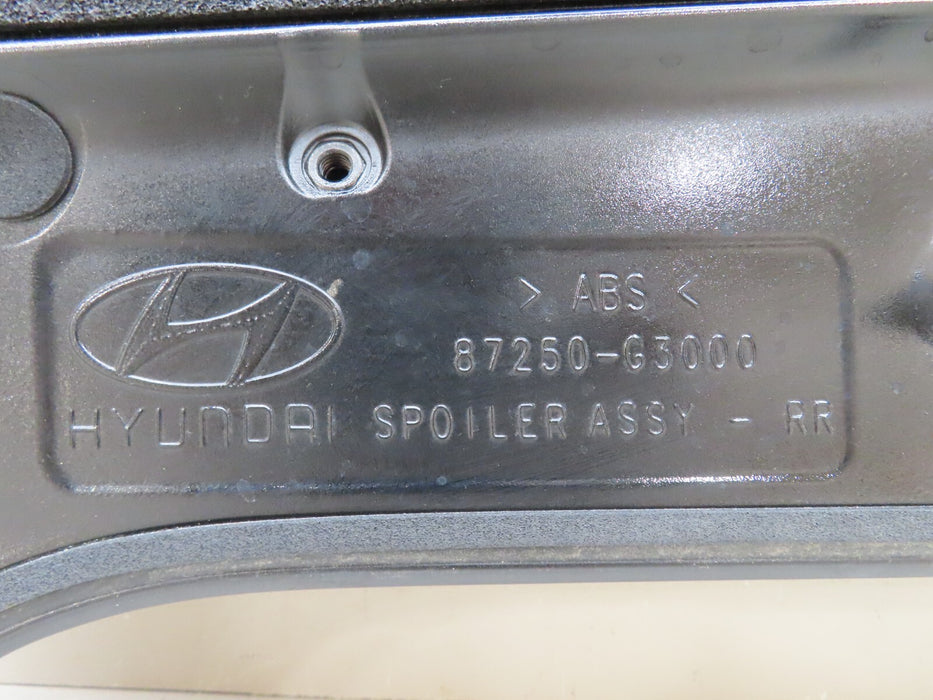 > ABS <
87250-G3000
HYUNDAI SPOILER ASSY - RR